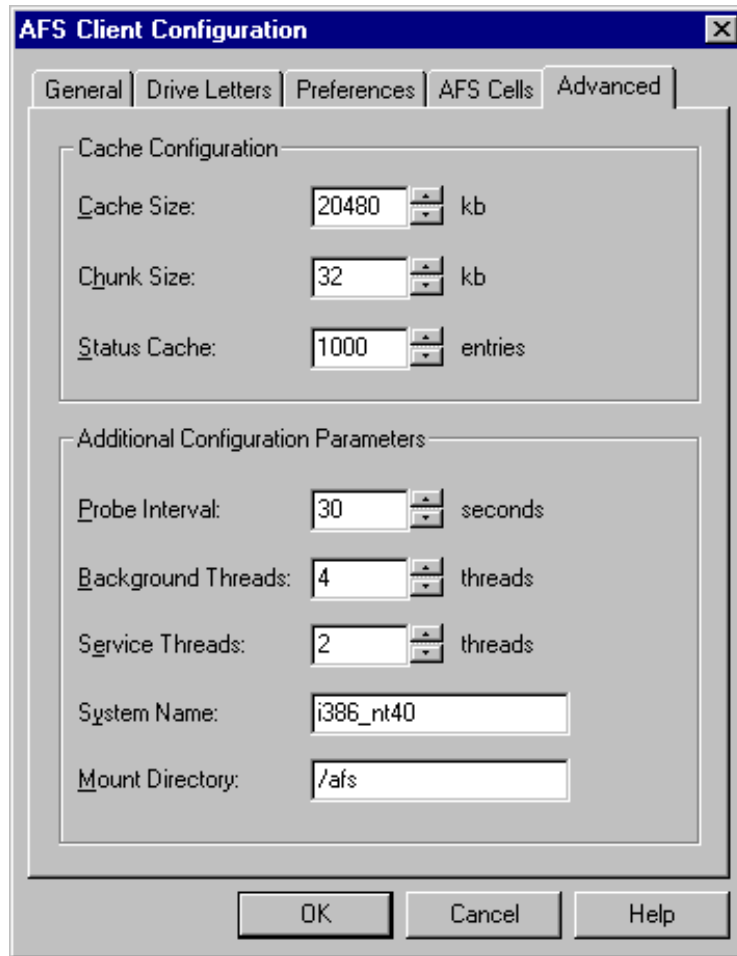 AFS Client Configuration
General Drive Letters Preferences AFS Cells Advanced
Cache Configuration
Cache Size: 20480 kb
Chunk Size: 32 kb
Status Cache: 1000 entries
Additional Configuration Parameters
Probe Interval: 30 seconds
Background Threads: 4 threads
Service Threads: 2 threads
System Name: i386_nt40
Mount Directory: /afs
OK Cancel Help